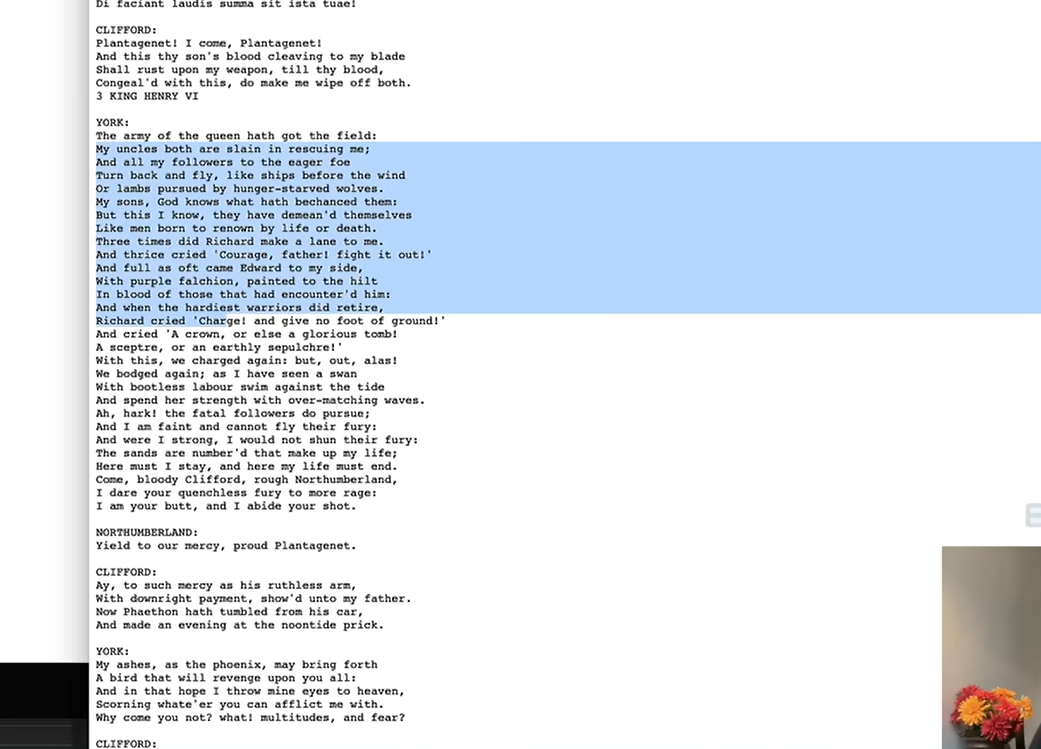 Di faciant laudis summa sit ista tuae!
CLIFFORD:
Plantagenet! I come, Plantagenet!
And this thy son's blood cleaving to my blade
Shall rust upon my weapon, till thy blood,
Congeal'd with this, do make me wipe off both.
3 KING HENRY VI
YORK:
The army of the queen hath got the field:
My uncles both are slain in rescuing me;
And all my followers to the eager foe
Turn back and fly, like ships before the wind
Or lambs pursued by hunger-starved wolves.
My sons, God knows what hath bechanced them:
But this I know, they have demean'd themselves
Like men born to renown by life or death.
Three times did Richard make a lane to me.
And thrice cried 'Courage, father! fight it out!'
And full as oft came Edward to my side,
With purple falchion, painted to the hilt
In blood of those that had encounter'd him:
And when the hardiest warriors did retire,
Richard cried 'Charge! and give no foot of ground!'
And cried 'A crown, or else a glorious tomb!
A sceptre, or an earthly sepulchre!'
With this, we charged again: but, out, alas!
We bodged again; as I have seen a swan
With bootless labour swim against the tide
And spend her strength with over-matching waves.
Ah, hark! the fatal followers do pursue;
And I am faint and cannot fly their fury:
And were I strong, I would not shun their fury:
The sands are number'd that make up my life;
Here must I stay, and here my life must end.
Come, bloody Clifford, rough Northumberland,
I dare your quenchless fury to more rage:
I am your butt, and I abide your shot.
NORTHUMBERLAND:
Yield to our mercy, proud Plantagenet.
CLIFFORD:
Ay, to such mercy as his ruthless arm,
With downright payment, show'd unto my father.
Now Phaethon hath tumbled from his car,
And made an evening at the noontide prick.
YORK:
My ashes, as the phoenix, may bring forth
A bird that will revenge upon you all:
And in that hope I throw mine eyes to heaven,
Scorning whate'er you can afflict me with.
Why come you not? what! multitudes, and fear?
CLIFFORD: